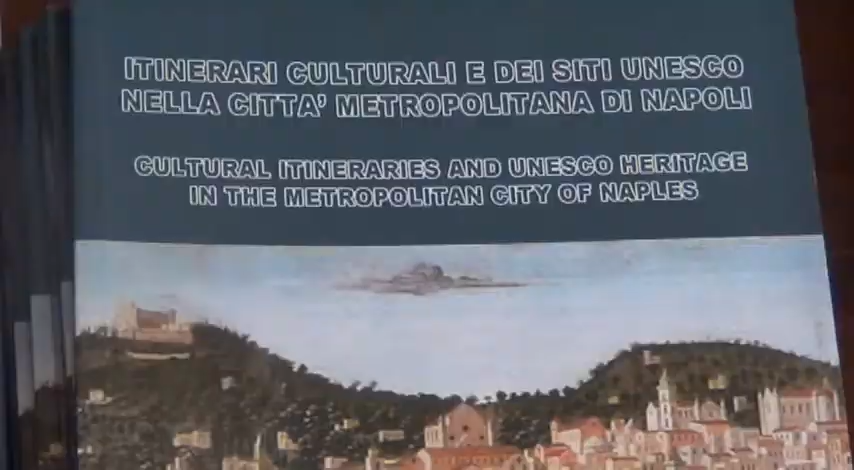 ITINERARI CULTURALI E DEI SITI UNESCO
NELLA CITTA' METROPOLITANA DI NAPOLI
CULTURAL ITINERARIES AND UNESCO HERITAGE
IN THE METROPOLITAN CITY OF NAPLES